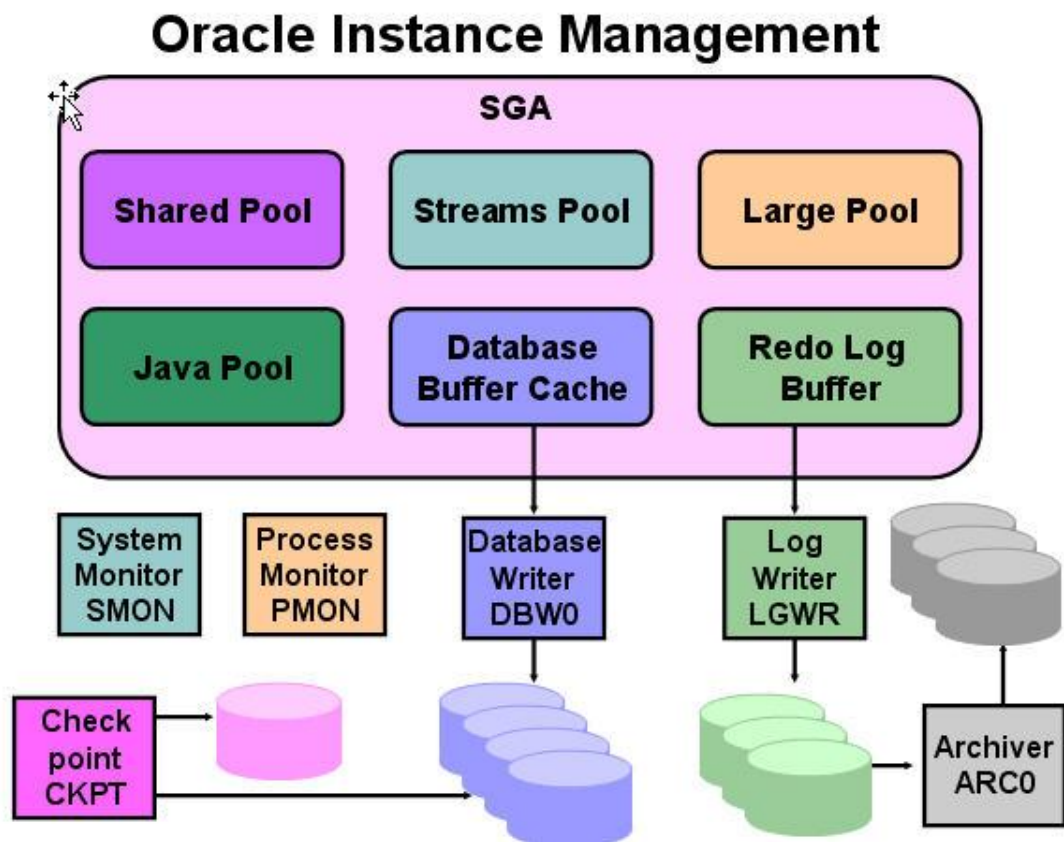 Oracle Instance Management
SGA
Shared Pool
Streams Pool
Large Pool
Java Pool
Database
Buffer Cache
Redo Log
Buffer
System
Monitor
SMON
Process
Monitor
PMON
Database
Writer
DBW0
Log
Writer
LGWR
Check
point
CKPT
Archiver
ARC0